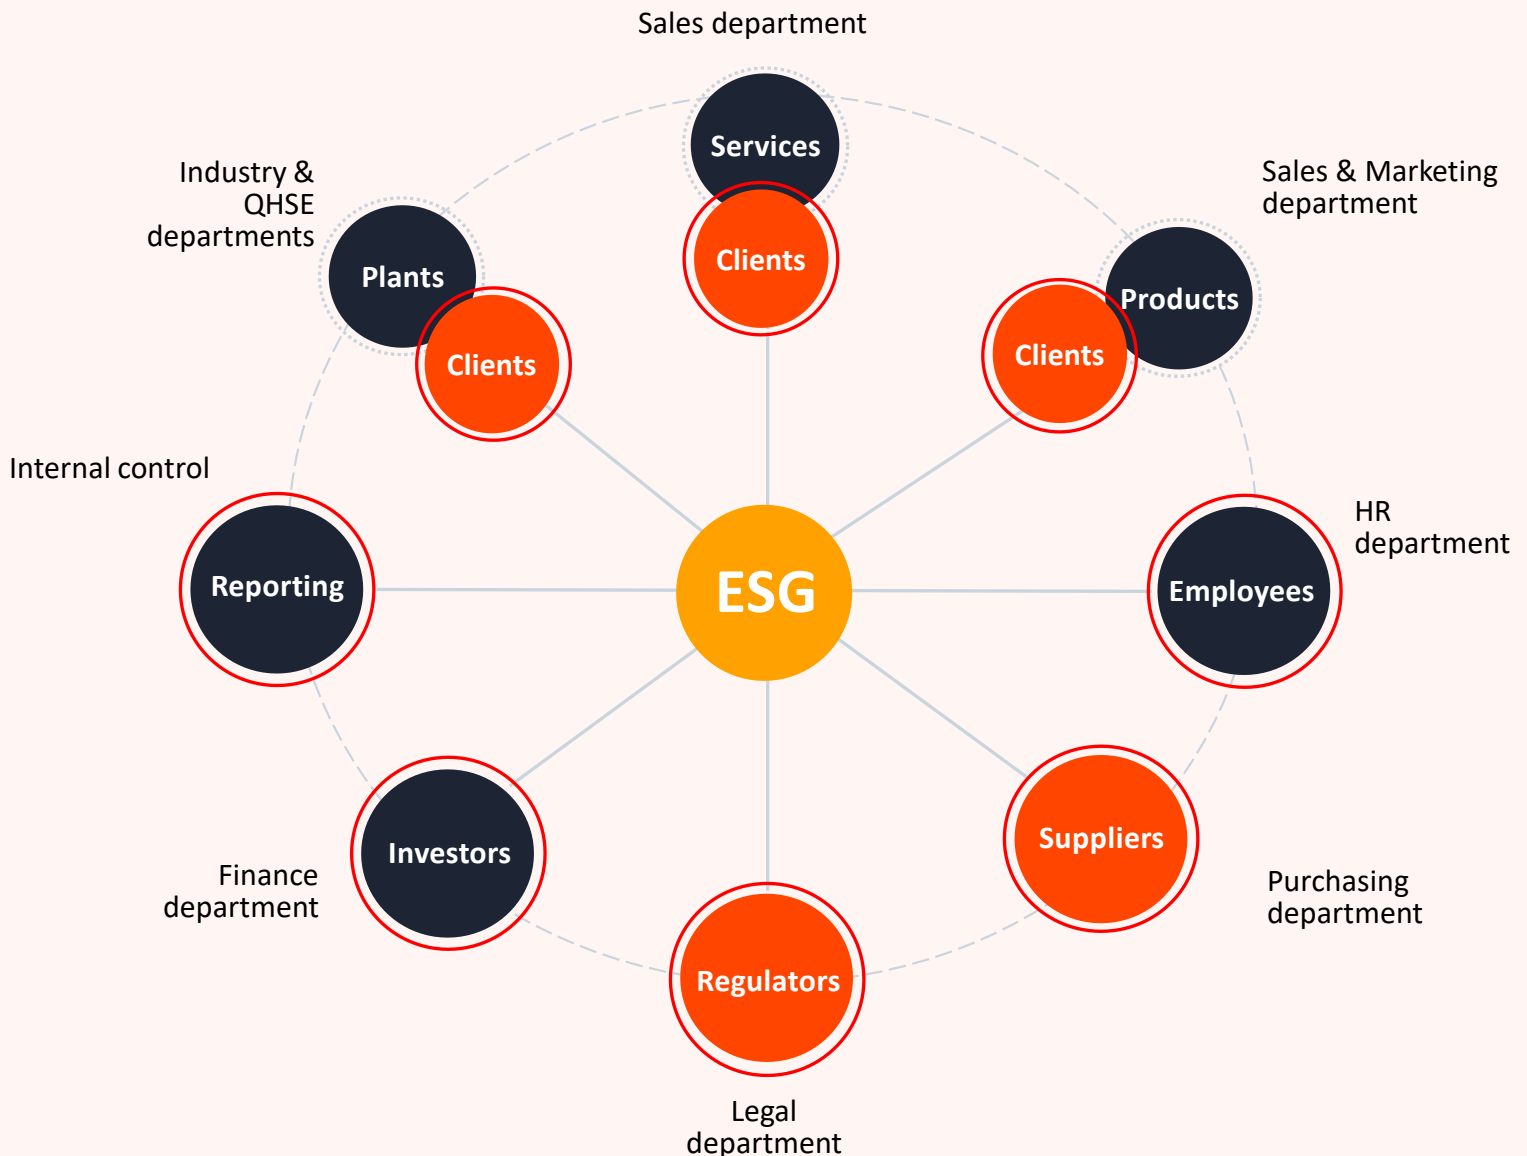 Sales department
Services
Clients
Industry &
QHSE
departments
Plants
Clients
Sales & Marketing
department
Products
Clients
Internal control
Reporting
ESG
HR
department
Employees
Finance
department
Investors
Suppliers
Purchasing
department
Regulators
Legal
department